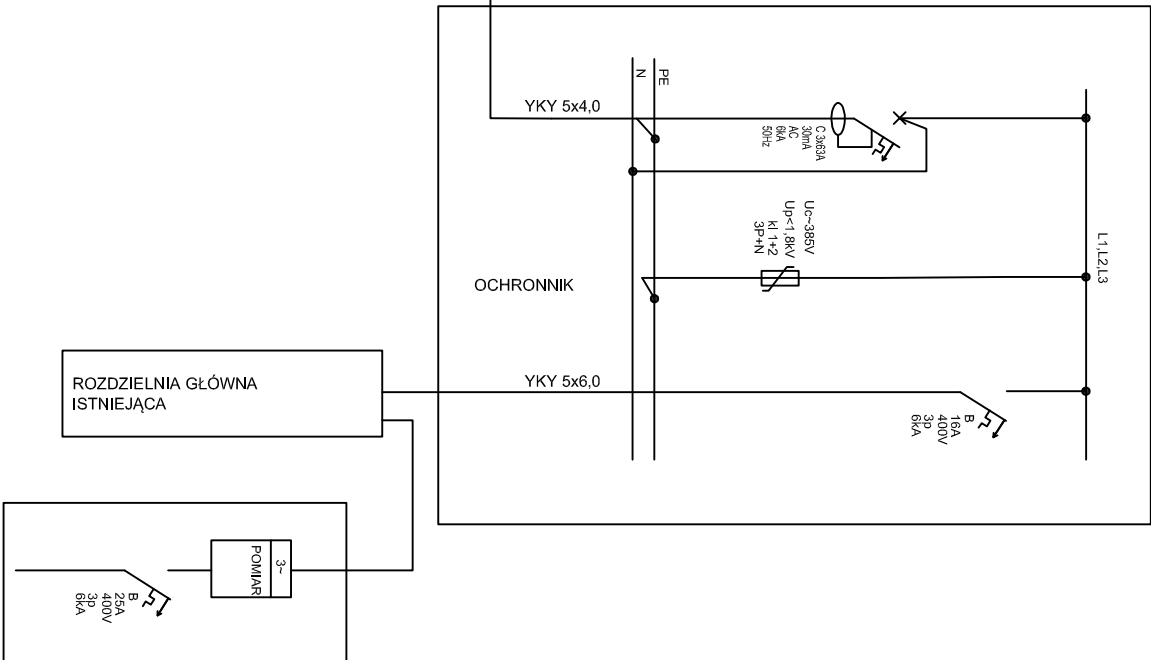 N
PE
YKY 5x4,0
C 3x63A
30mA
AC
6kA
50Hz
L1,L2,L3
Uc~385V
Up<1,8kV
kl 1+2
3P+N
OCHRONNIK
ROZDZIELNIA GŁÓWNA
ISTNIEJĄCA
YKY 5x6,0
B
16A
400V
3p
6kA
3~
POMIAR
B
25A
400V
3p
6kA